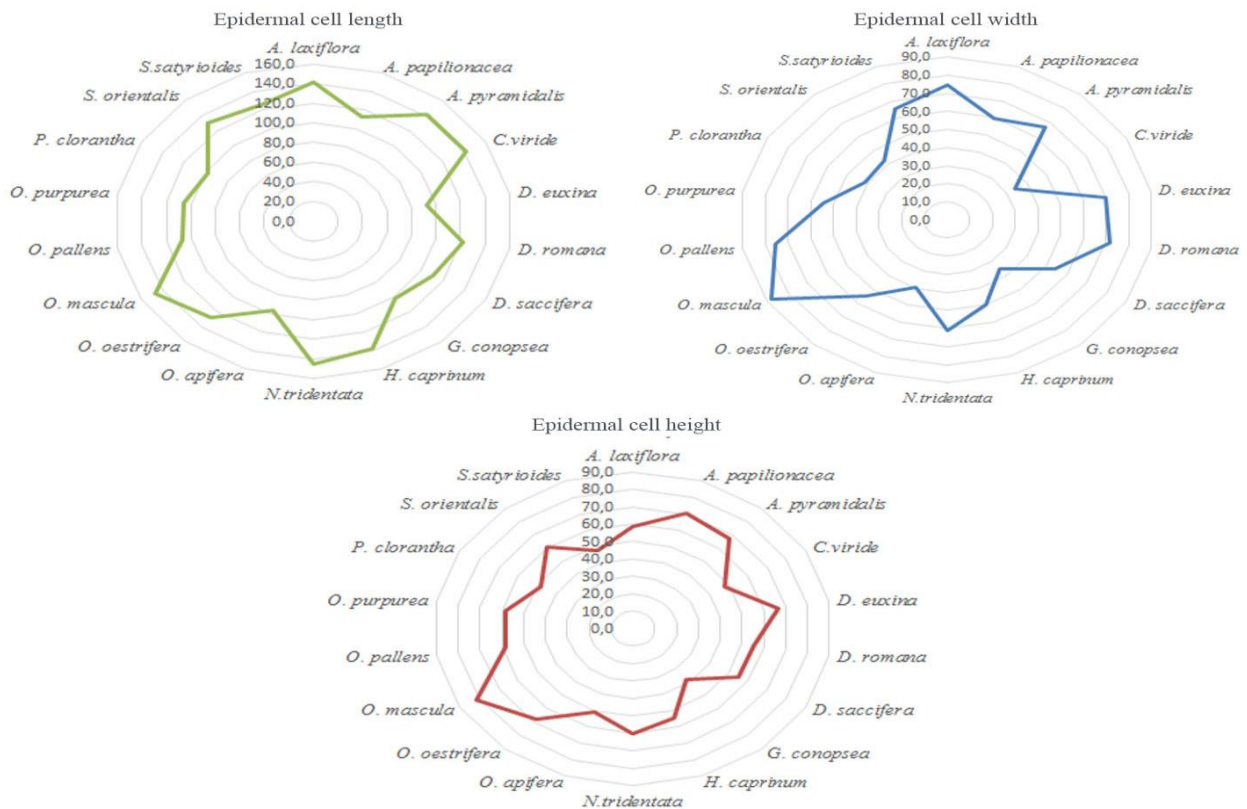 Epidermal cell length
A. laxiflora
A. papilionacea
A. pyramidalis
C.viride
D. euxina
D. romana
D. saccifera
G. conopsea
H. caprinum
N.tridentata
O. apifera
O. oestrifera
O. mascula
O. pallens
O. purpurea
P. clorantha
S. orientalis
S.satyrioides
160,0
140,0
120,0
100,0
80,0
60,0
40,0
20,0
0,0
Epidermal cell width
A. laxiflora
A. papilionacea
A. pyramidalis
C.viride
D. euxina
D. romana
D. saccifera
G. conopsea
H. caprinum
N.tridentata
O. apifera
O. oestrifera
O. mascula
O. pallens
O. purpurea
P. clorantha
S. orientalis
S.satyrioides
90,0
80,0
70,0
60,0
50,0
40,0
30,0
20,0
10,0
0,0
Epidermal cell height
A. laxiflora
A. papilionacea
A. pyramidalis
C.viride
D. euxina
D. romana
D. saccifera
G. conopsea
H. caprinum
N.tridentata
O. apifera
O. oestrifera
O. mascula
O. pallens
O. purpurea
P. clorantha
S. orientalis
S.satyrioides
90,0
80,0
70,0
60,0
50,0
40,0
30,0
20,0
10,0
0,0